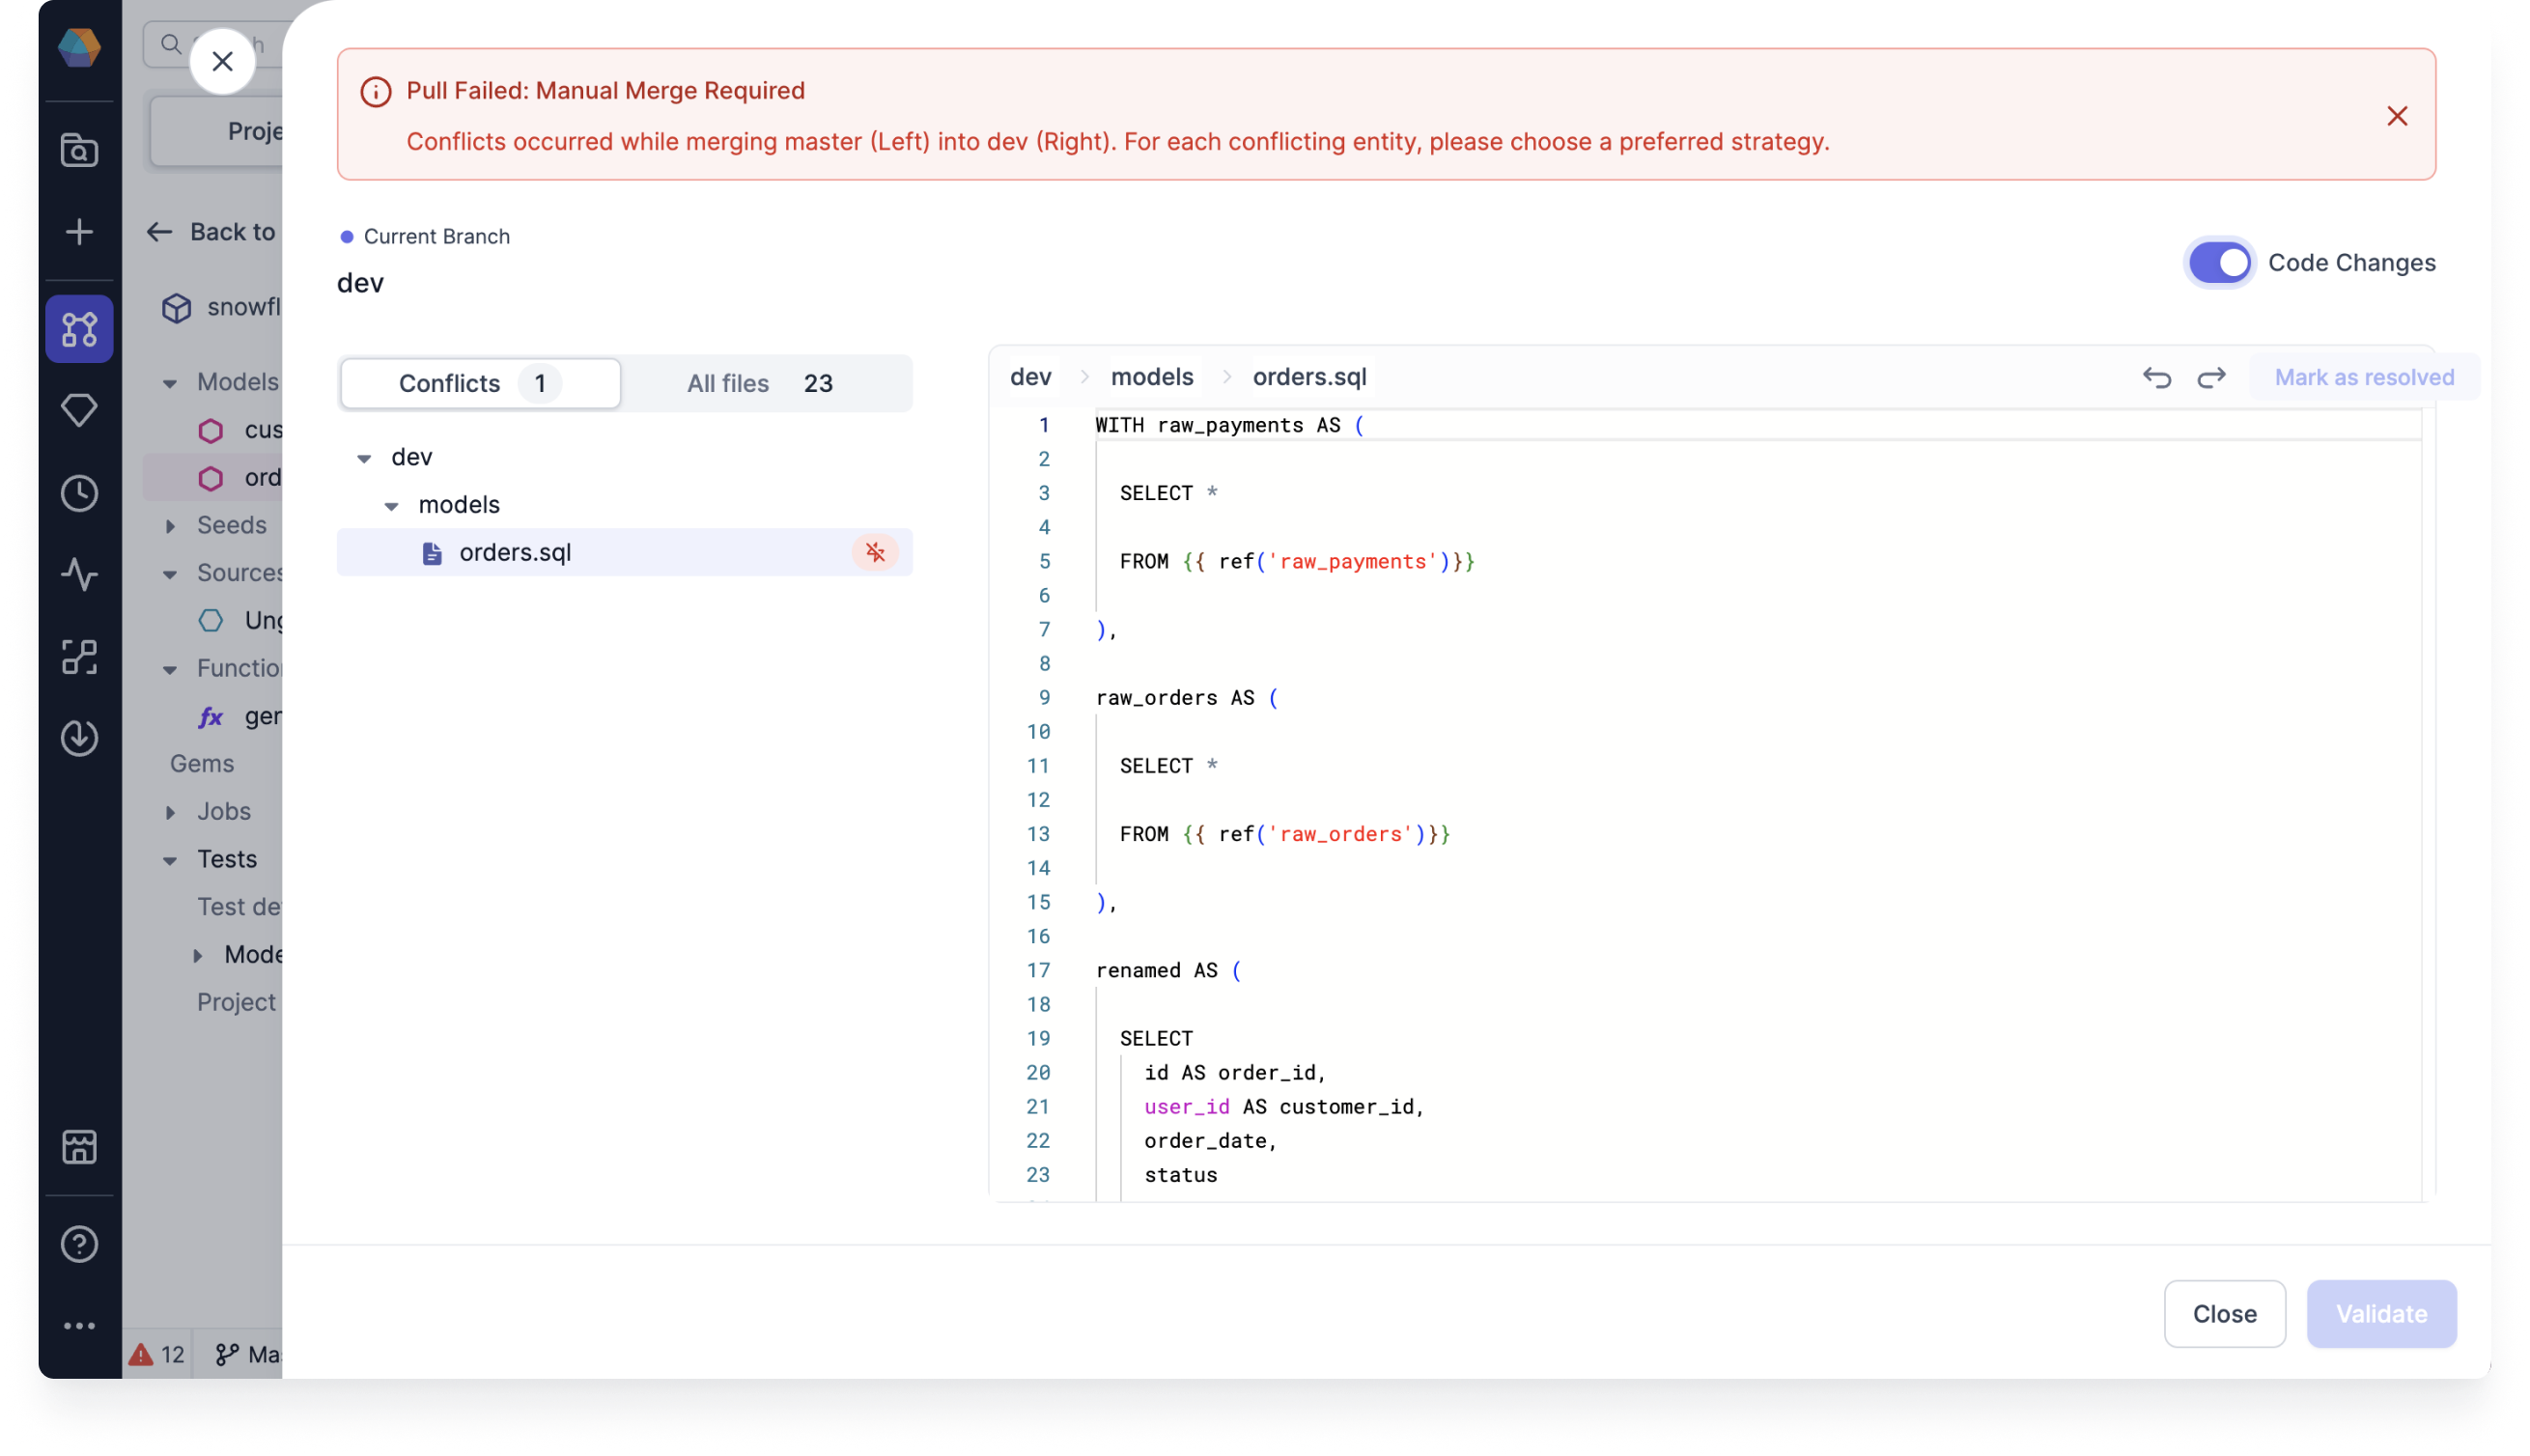 Pull Failed: Manual Merge Required
Conflicts occurred while merging master (Left) into dev (Right). For each conflicting entity, please choose a preferred strategy.
Proje
Back to
snowfl
Models
cus
ord
Seeds
Sources
Ung
Function
ger
Gems
Jobs
Tests
Test de
Mode
Project
12
Mas
Current Branch
dev
Code Changes
Conflicts 1
All files 23
dev
models
orders.sql
dev > models > orders.sql
Mark as resolved
1 WITH raw_payments AS (
2
3 SELECT *
4
5 FROM {{ ref('raw_payments')}}
6
7 ),
8
9 raw_orders AS (
10
11 SELECT *
12
13 FROM {{ ref('raw_orders')}}
14
15 ),
16
17 renamed AS (
18
19 SELECT
20 id AS order_id,
21 user_id AS customer_id,
22 order_date,
23 status
Close
Validate